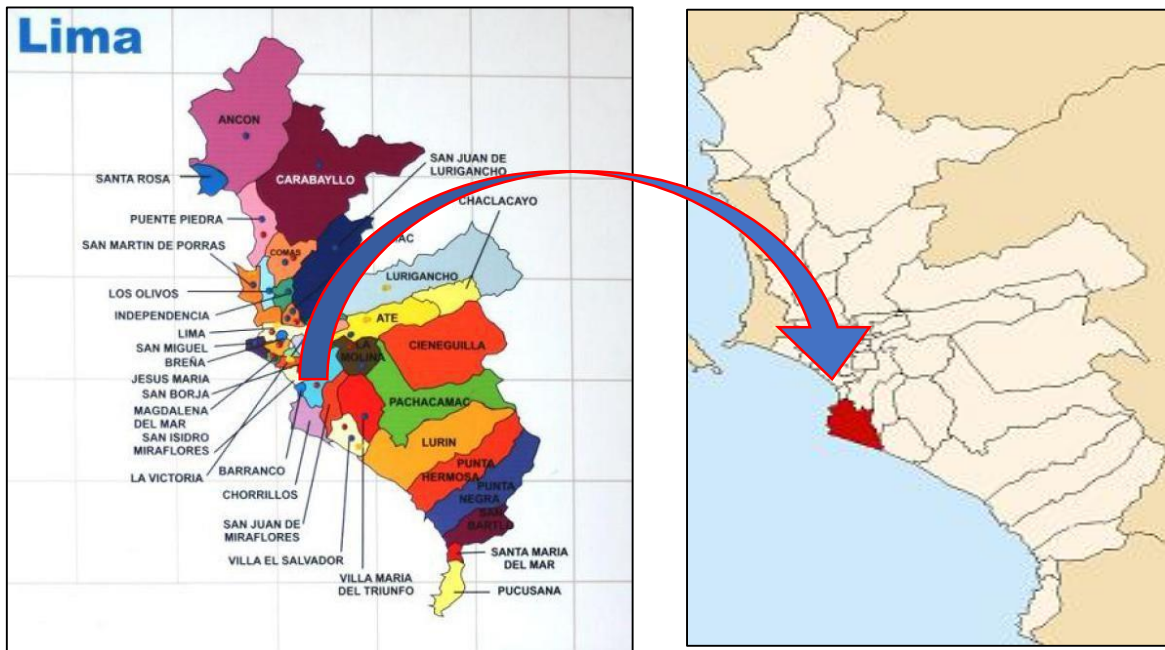 Lima
ANCON
SANTA ROSA
CARABAYLLO
SAN JUAN DE
LURIGANCHO
PUENTE PIEDRA
CHACLACAYO
SAN MARTIN DE PORRAS
COMAS
LURIGANCHO
LOS OLIVOS
INDEPENDENCIA
ATE
LIMA
SAN MIGUEL
BREÑA
LA
MOLINA
CIENEGUILLA
JESUS MARIA
SAN BORJA
MAGDALENA
DEL MAR
SAN ISIDRO
MIRAFLORES
PACHACAMAC
LA VICTORIA
BARRANCO
CHORRILLOS
LURIN
PUNTA
HERMOSA
PUNTA
NEGRA
SAN
BARTLO
SAN JUAN DE
MIRAFLORES
VILLA EL SALVADOR
VILLA MARIA
DEL TRIUNFO
SANTA MARIA
DEL MAR
PUCUSANA